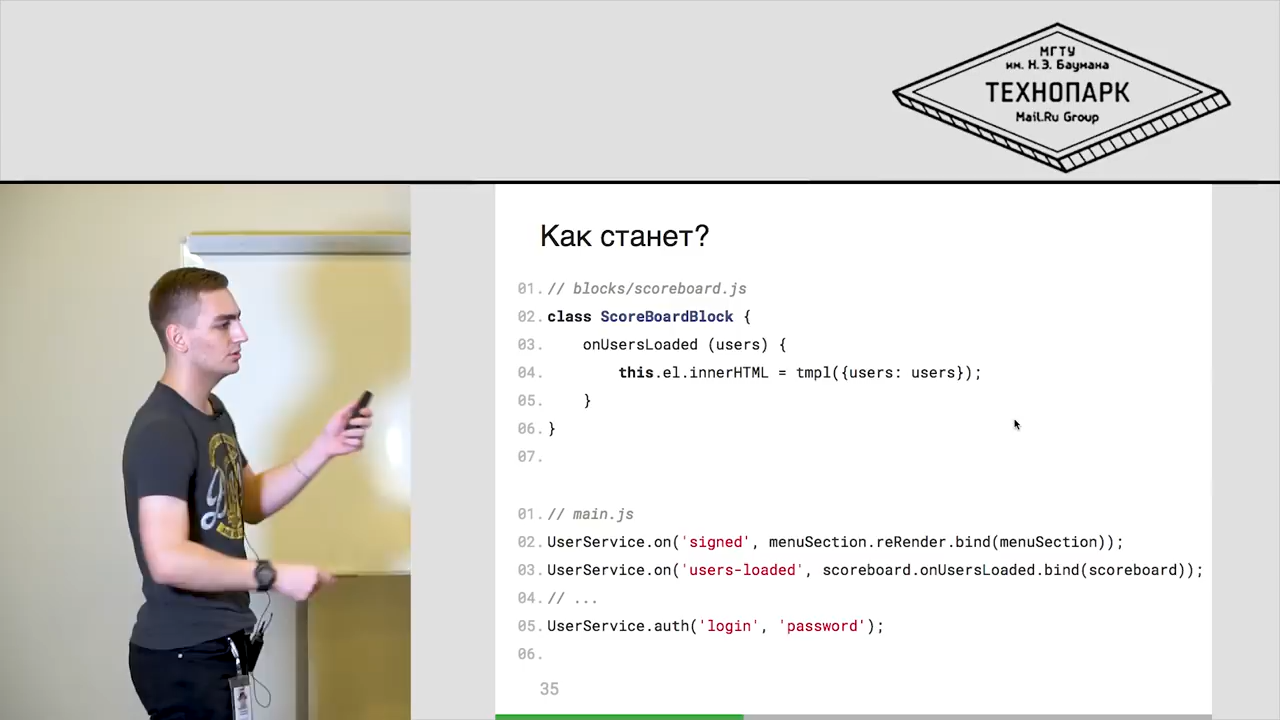 МГТУ
им. Н.Э. Баумана
ТЕХНОПАРК
Mail.Ru Group
Как станет?
01. // blocks/scoreboard.js
02. class ScoreBoardBlock {
03. onUsersLoaded (users) {
04. this.el.innerHTML = tmpl({users: users});
05. }
06. }
07.
01. // main.js
02. UserService.on('signed', menuSection.reRender.bind(menuSection));
03. UserService.on('users-loaded', scoreboard.onUsersLoaded.bind(scoreboard));
04. // ...
05. UserService.auth('login', 'password');
06.
35